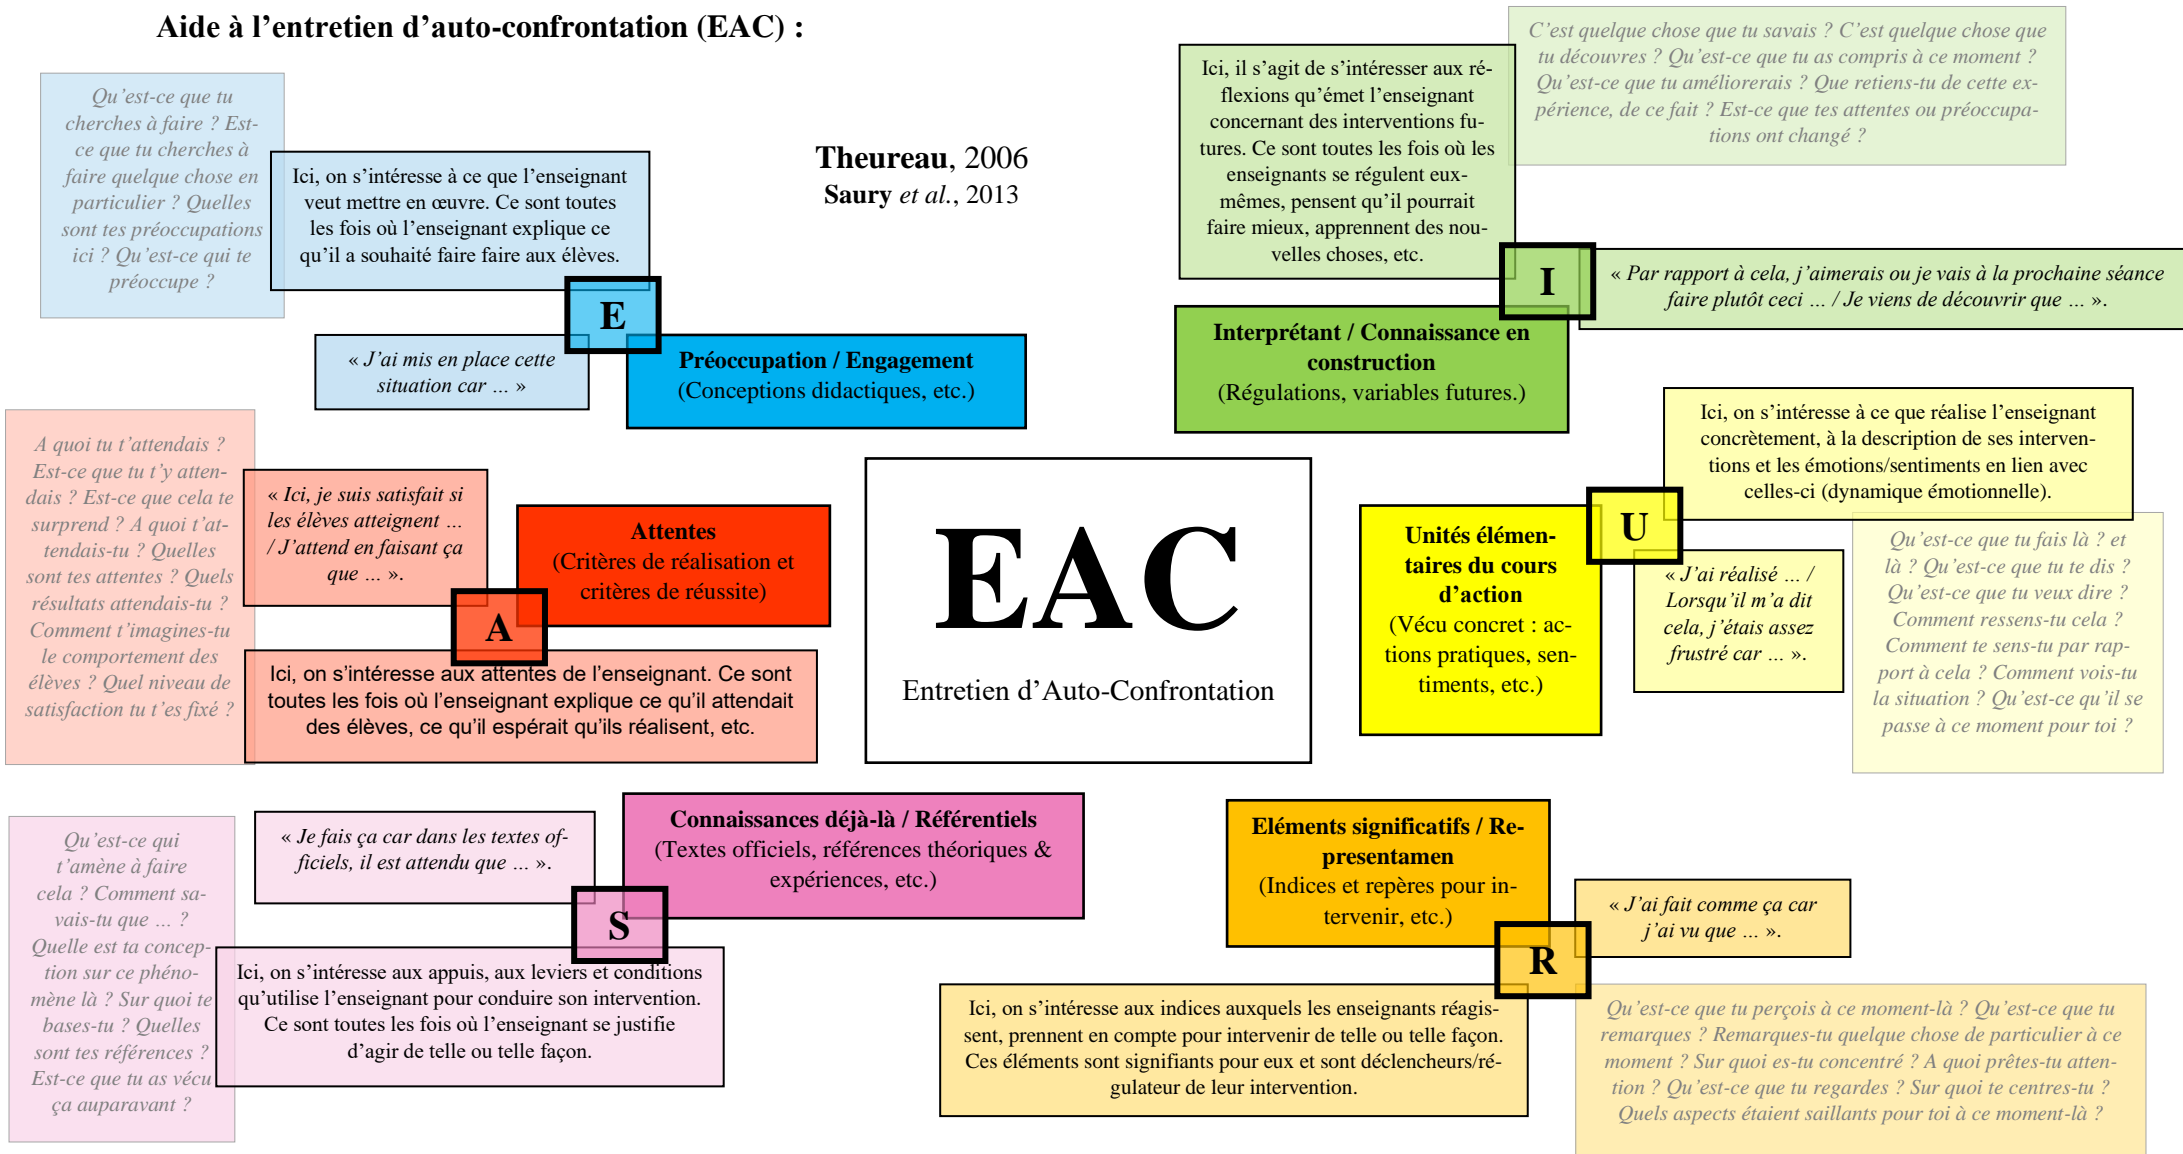 Aide à l’entretien d’auto-confrontation (EAC) :
Theureau, 2006
Saury et al., 2013
Qu’est-ce que tu
cherches à faire ? Est-
ce que tu cherches à
faire quelque chose en
particulier ? Quelles
sont tes préoccupations
ici ? Qu’est-ce qui te
préoccupe ?
Ici, on s’intéresse à ce que l’enseignant
veut mettre en œuvre. Ce sont toutes
les fois où l’enseignant explique ce
qu’il a souhaité faire faire aux élèves.
E
« J’ai mis en place cette
situation car … »
Préoccupation / Engagement
(Conceptions didactiques, etc.)
Ici, il s’agit de s’intéresser aux ré-
flexions qu’émet l’enseignant
concernant des interventions fu-
tures. Ce sont toutes les fois où les
enseignants se régulent eux-
mêmes, pensent qu’il pourrait
faire mieux, apprennent des nou-
velles choses, etc.
C’est quelque chose que tu savais ? C’est quelque chose que
tu découvres ? Qu’est-ce que tu as compris à ce moment ?
Qu’est-ce que tu améliorerais ? Que retiens-tu de cette ex-
périence, de ce fait ? Est-ce que tes attentes ou préoccupa-
tions ont changé ?
I
« Par rapport à cela, j’aimerais ou je vais à la prochaine séance
faire plutôt ceci … / Je viens de découvrir que … ».
Interprétant / Connaissance en
construction
(Régulations, variables futures.)
A quoi tu t’attendais ?
Est-ce que tu t’y atten-
dais ? Est-ce que cela te
surprend ? A quoi t’at-
tendais-tu ? Quelles
sont tes attentes ? Quels
résultats attendais-tu ?
Comment t’imagines-tu
le comportement des
élèves ? Quel niveau de
satisfaction tu t’es fixé ?
« Ici, je suis satisfait si
les élèves atteignent …
/ J’attend en faisant ça
que … ».
Attentes
(Critères de réalisation et
critères de réussite)
A
Ici, on s’intéresse aux attentes de l’enseignant. Ce sont
toutes les fois où l’enseignant explique ce qu’il attendait
des élèves, ce qu’il espérait qu’ils réalisent, etc.
EAC
Entretien d’Auto-Confrontation
Ici, on s’intéresse à ce que réalise l’enseignant
concrètement, à la description de ses interven-
tions et les émotions/sentiments en lien avec
celles-ci (dynamique émotionnelle).
U
Unités élémen-
taires du cours
d’action
(Vécu concret : ac-
tions pratiques, sen-
timents, etc.)
« J’ai réalisé … /
Lorsqu’il m’a dit
cela, j’étais assez
frustré car … ».
Qu’est-ce que tu fais là ? et
là ? Qu’est-ce que tu te dis ?
Qu’est-ce que tu veux dire ?
Comment ressens-tu cela ?
Comment te sens-tu par rap-
port à cela ? Comment vois-tu
la situation ? Qu’est-ce qu’il se
passe à ce moment pour toi ?
Qu’est-ce qui
t’amène à faire
cela ? Comment sa-
vais-tu que … ?
Quelle est ta concep-
tion sur ce phéno-
mène là ? Sur quoi te
bases-tu ? Quelles
sont tes références ?
Est-ce que tu as vécu
ça auparavant ?
« Je fais ça car dans les textes of-
ficiels, il est attendu que … ».
Connaissances déjà-là / Référentiels
(Textes officiels, références théoriques &
expériences, etc.)
S
Ici, on s’intéresse aux appuis, aux leviers et conditions
qu’utilise l’enseignant pour conduire son intervention.
Ce sont toutes les fois où l’enseignant se justifie
d’agir de telle ou telle façon.
Eléments significatifs / Re-
presentamen
(Indices et repères pour in-
tervenir, etc.)
« J’ai fait comme ça car
j’ai vu que … ».
R
Ici, on s’intéresse aux indices auxquels les enseignants réagis-
sent, prennent en compte pour intervenir de telle ou telle façon.
Ces éléments sont signifiants pour eux et sont déclencheurs/ré-
gulateur de leur intervention.
Qu’est-ce que tu perçois à ce moment-là ? Qu’est-ce que tu
remarques ? Remarques-tu quelque chose de particulier à ce
moment ? Sur quoi es-tu concentré ? A quoi prêtes-tu atten-
tion ? Qu’est-ce que tu regardes ? Sur quoi te centres-tu ?
Quels aspects étaient saillants pour toi à ce moment-là ?